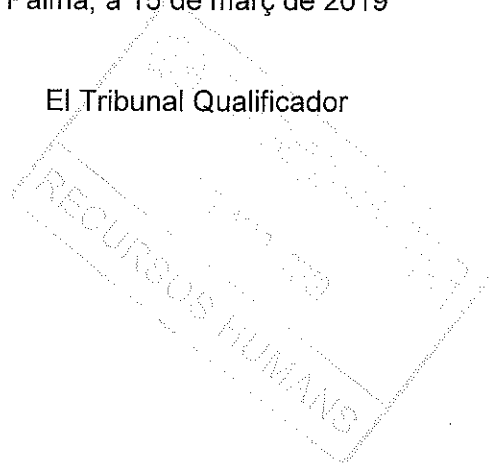 Palma, a 15 de març de 2019
El Tribunal Qualificador
RECURSOS HUMANS